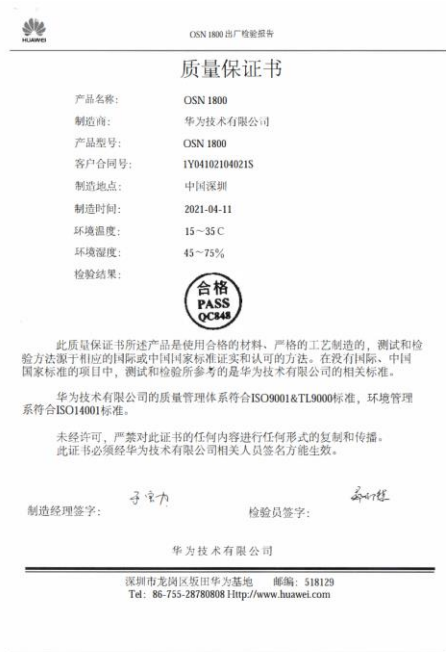 HUAWEI
OSN 1800 出厂检验报告
质量保证书
产品名称: OSN 1800
制造商: 华为技术有限公司
产品型号: OSN 1800
客户合同号: 1Y04102104021S
制造地点: 中国深圳
制造时间: 2021-04-11
环境温度: 15～35 C
环境湿度: 45～75%
检验结果:
合格
PASS
QC848
此质量保证书所述产品是使用合格的材料、严格的工艺制造的，测试和检
验方法源于相应的国际或中国国家标准证实和认可的方法。在没有国际、中国
国家标准的项目中，测试和检验所参考的是华为技术有限公司的相关标准。
华为技术有限公司的质量管理体系符合ISO9001&TL9000标准，环境管理
系符合ISO14001标准。
未经许可，严禁对此证书的任何内容进行任何形式的复制和传播。
此证书必须经华为技术有限公司相关人员签名方能生效。
制造经理签字: 检验员签字:
华为技术有限公司
深圳市龙岗区坂田华为基地 邮编: 518129
Tel: 86-755-28780808 Http://www.huawei.com